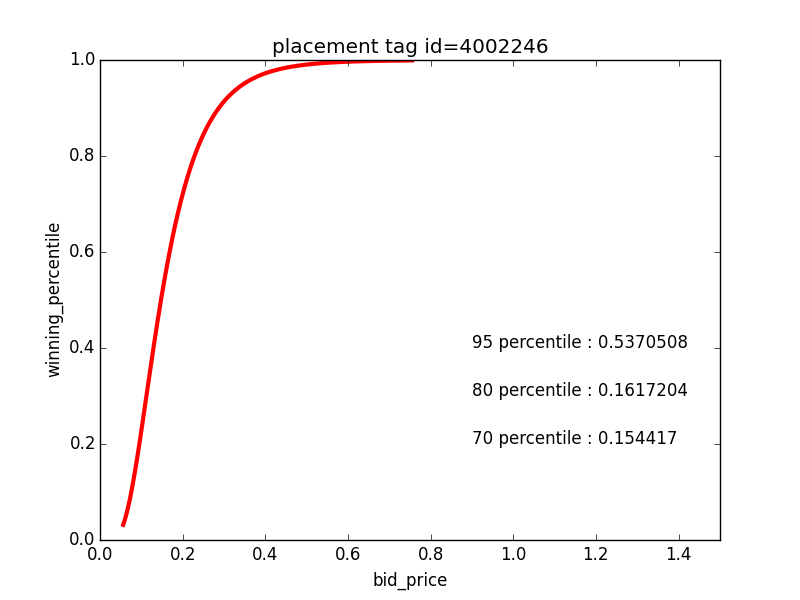 placement tag id=4002246
1.0
0.8
0.6
0.4
0.2
0.0
winning_percentile
95 percentile : 0.5370508
80 percentile : 0.1617204
70 percentile : 0.154417
0.0 0.2 0.4 0.6 0.8 1.0 1.2 1.4
bid_price